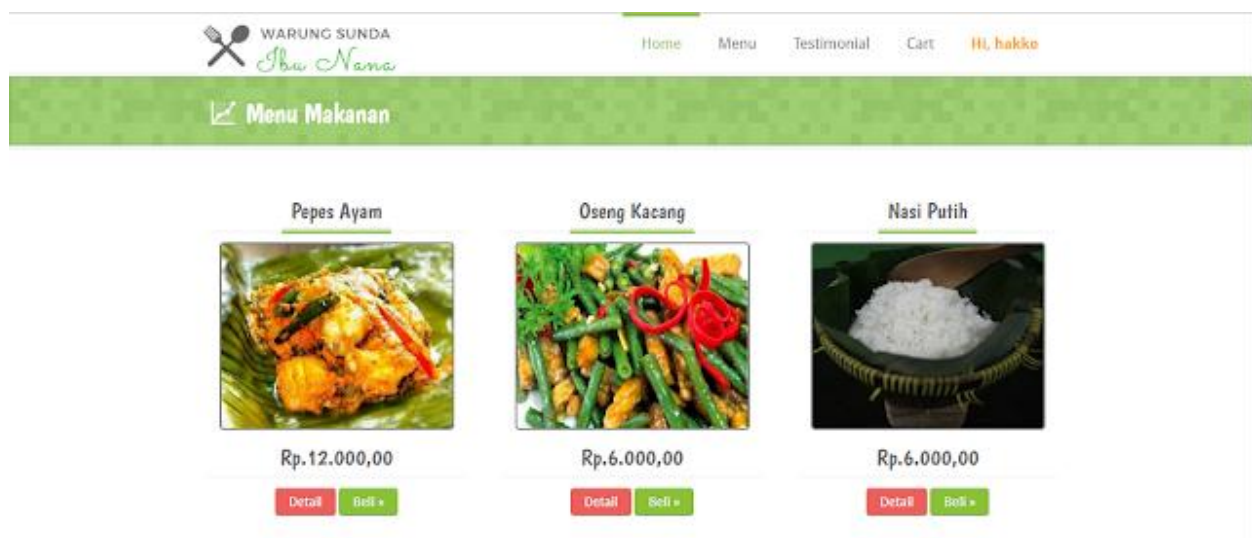 WARUNG SUNDA
Ibu Nana
Home Menu Testimonial Cart Hi, hakko
Menu Makanan
Pepes Ayam Oseng Kacang Nasi Putih
Rp.12.000,00 Rp.6.000,00 Rp.6.000,00
Detail Beli » Detail Beli » Detail Beli »